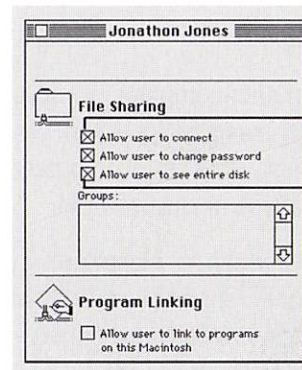 Jonathon Jones
File Sharing
Allow user to connect
Allow user to change password
Allow user to see entire disk
Groups:
Program Linking
Allow user to link to programs
on this Macintosh